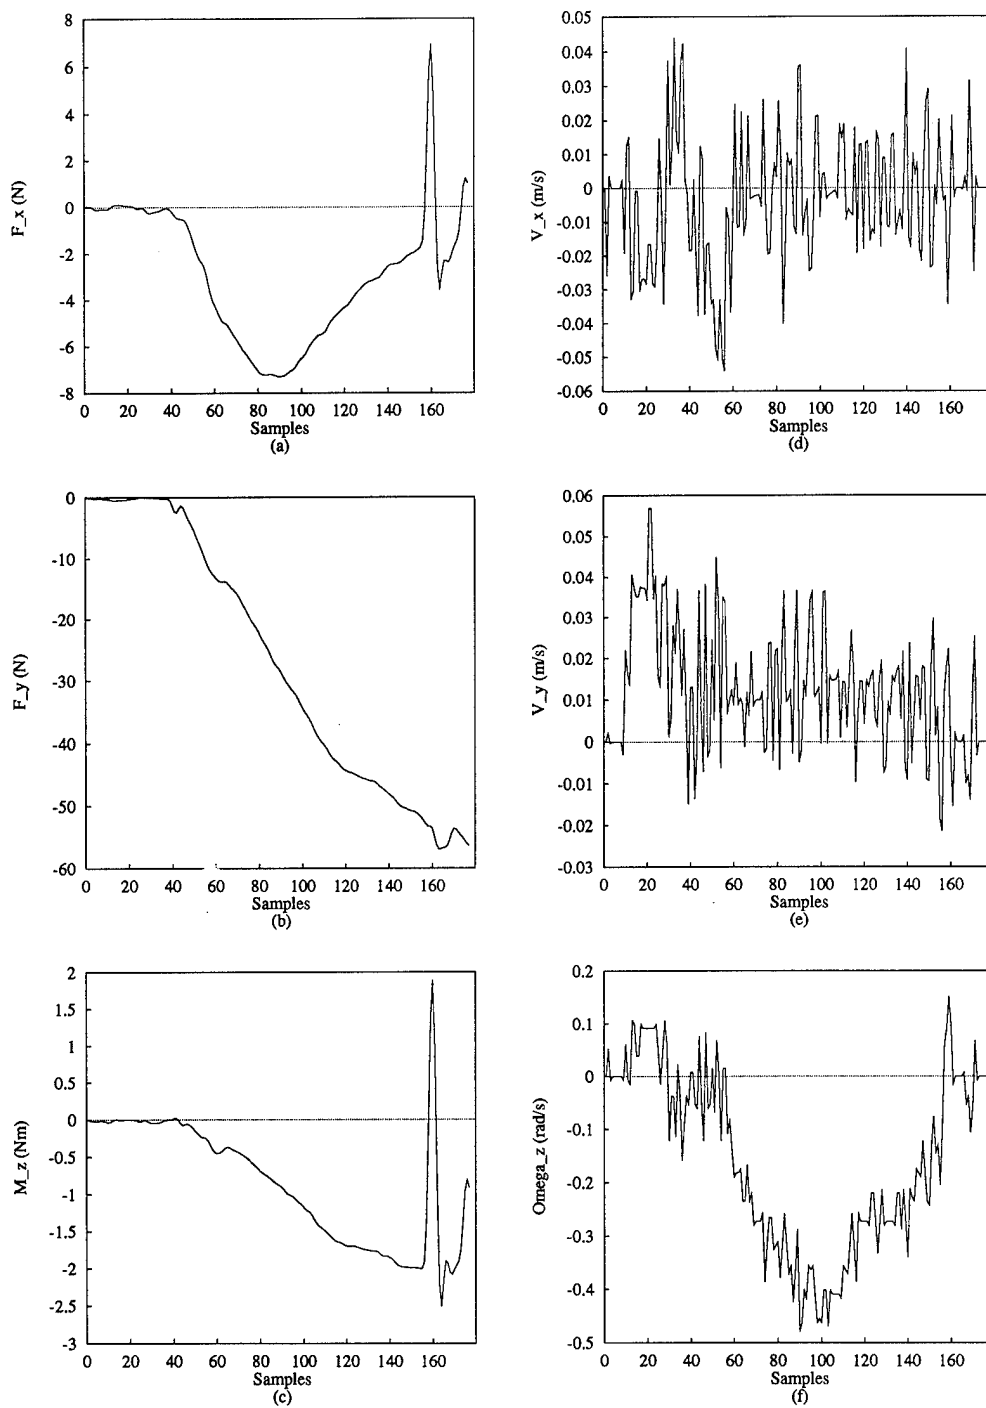 8
6
4
2
0
-2
-4
-6
-8
F_x (N)
0 20 40 60 80 100 120 140 160
Samples
(a)
0.05
0.04
0.03
0.02
0.01
0
-0.01
-0.02
-0.03
-0.04
-0.05
-0.06
V_x (m/s)
0 20 40 60 80 100 120 140 160
Samples
(d)
0
-10
-20
-30
-40
-50
-60
F_y (N)
0 20 40 60 80 100 120 140 160
Samples
(b)
0.06
0.05
0.04
0.03
0.02
0.01
0
-0.01
-0.02
-0.03
V_y (m/s)
0 20 40 60 80 100 120 140 160
Samples
(e)
2
1.5
1
0.5
0
-0.5
-1
-1.5
-2
-2.5
-3
M_z (Nm)
0 20 40 60 80 100 120 140 160
Samples
(c)
0.2
0.1
0
-0.1
-0.2
-0.3
-0.4
-0.5
Omega_z (rad/s)
0 20 40 60 80 100 120 140 160
Samples
(f)